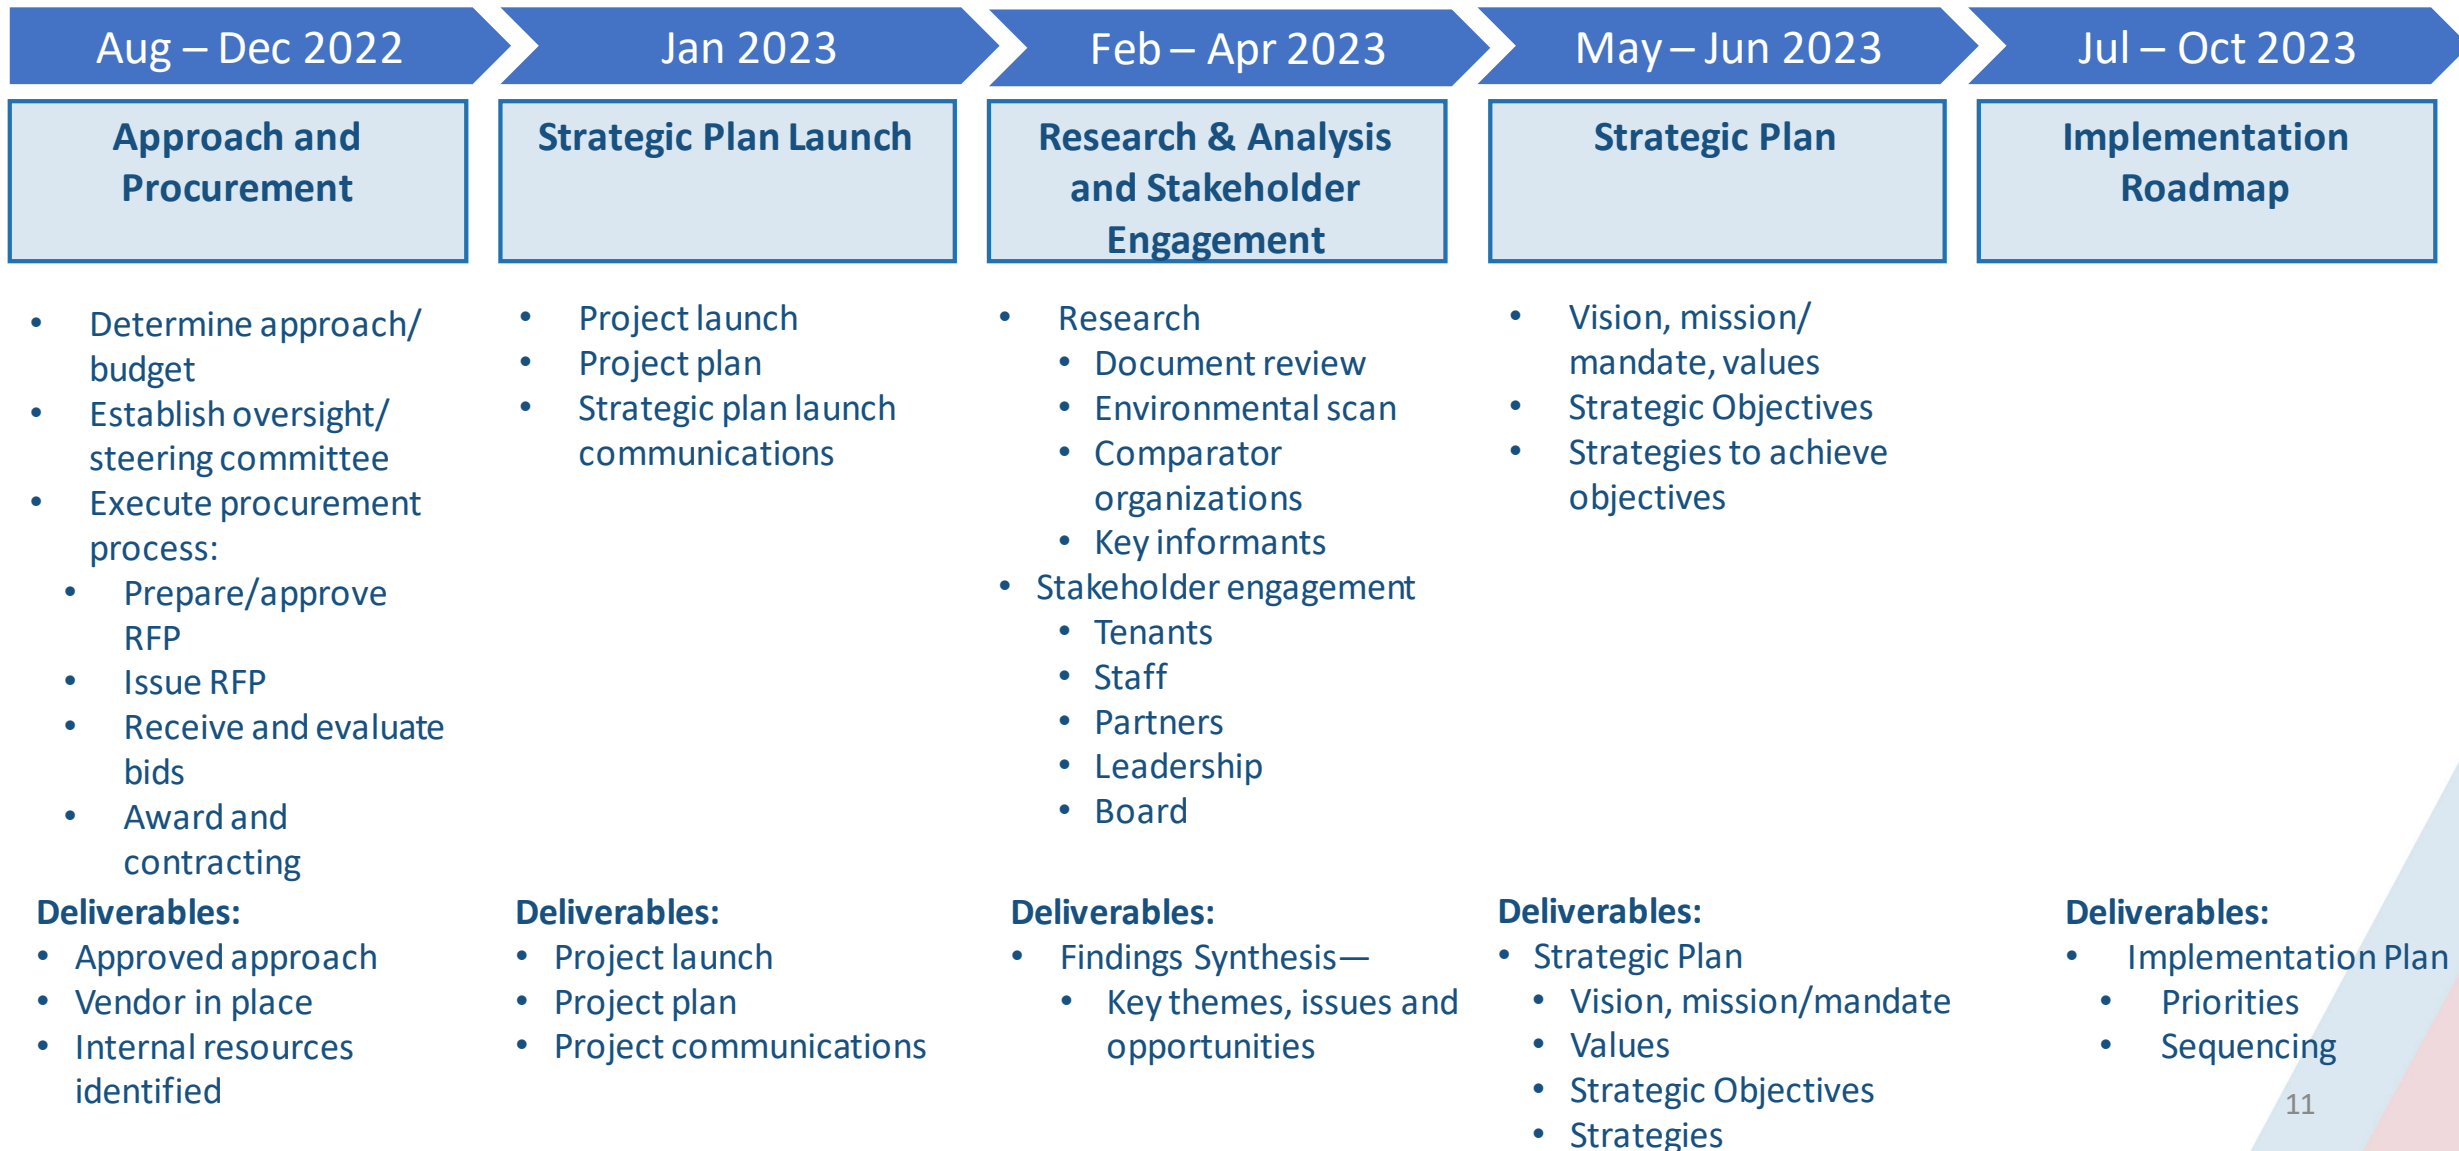 Aug – Dec 2022
Jan 2023
Feb – Apr 2023
May – Jun 2023
Jul – Oct 2023
Approach and
Procurement
Strategic Plan Launch
Research & Analysis
and Stakeholder
Engagement
Strategic Plan
Implementation
Roadmap
• Determine approach/
budget
• Establish oversight/
steering committee
• Execute procurement
process:
• Prepare/approve
RFP
• Issue RFP
• Receive and evaluate
bids
• Award and
contracting
Deliverables:
• Approved approach
• Vendor in place
• Internal resources
identified
• Project launch
• Project plan
• Strategic plan launch
communications
Deliverables:
• Project launch
• Project plan
• Project communications
• Research
• Document review
• Environmental scan
• Comparator
organizations
• Key informants
• Stakeholder engagement
• Tenants
• Staff
• Partners
• Leadership
• Board
Deliverables:
• Findings Synthesis—
• Key themes, issues and
opportunities
• Vision, mission/
mandate, values
• Strategic Objectives
• Strategies to achieve
objectives
Deliverables:
• Strategic Plan
• Vision, mission/mandate
• Values
• Strategic Objectives
• Strategies
Deliverables:
• Implementation Plan
• Priorities
• Sequencing
11